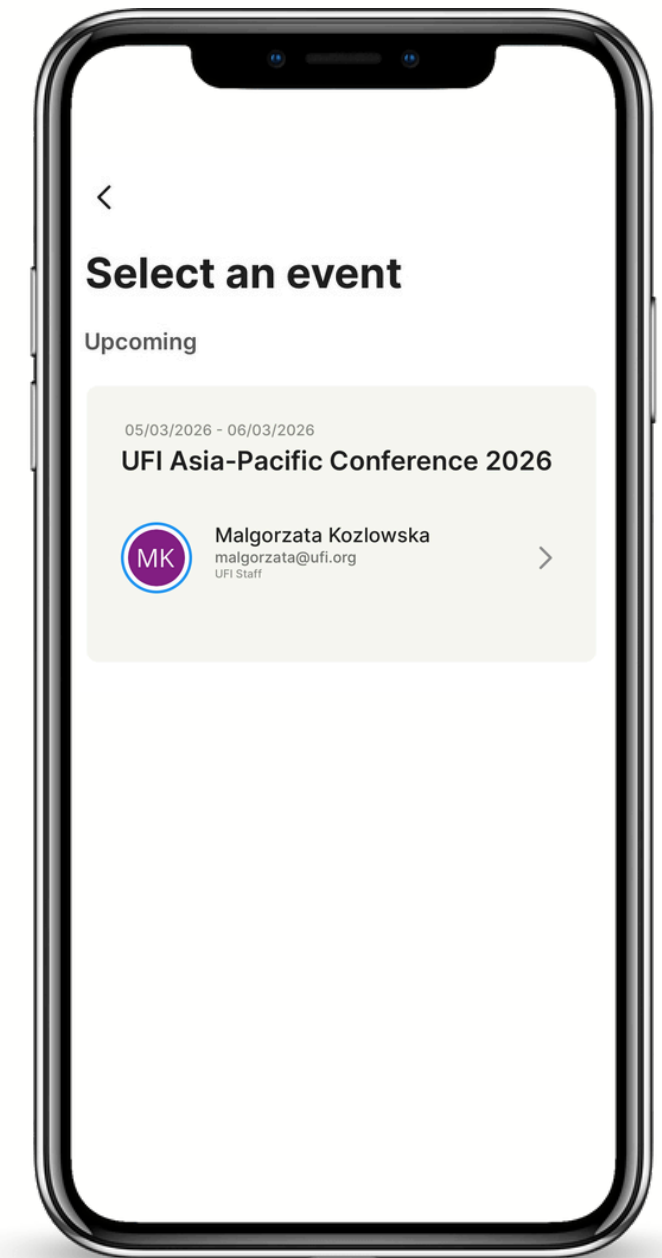 Select an event
Upcoming
05/03/2026 - 06/03/2026
UFI Asia-Pacific Conference 2026
MK
Malgorzata Kozlowska
malgorzata@ufi.org
UFI Staff